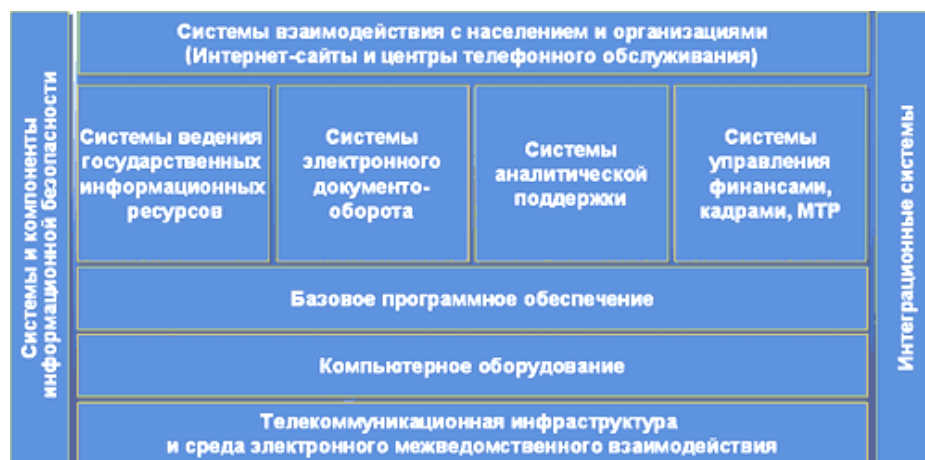 Системы взаимодействия с населением и организациями
(Интернет-сайты и центры телефонного обслуживания)
Системы и компоненты
информационной безопасности
Системы ведения
государственных
информационных
ресурсов
Системы
электронного
документо-
оборота
Системы
аналитической
поддержки
Системы
управления
финансами,
кадрами, МТР
Интеграционные системы
Базовое программное обеспечение
Компьютерное оборудование
Телекоммуникационная инфраструктура
и среда электронного межведомственного взаимодействия